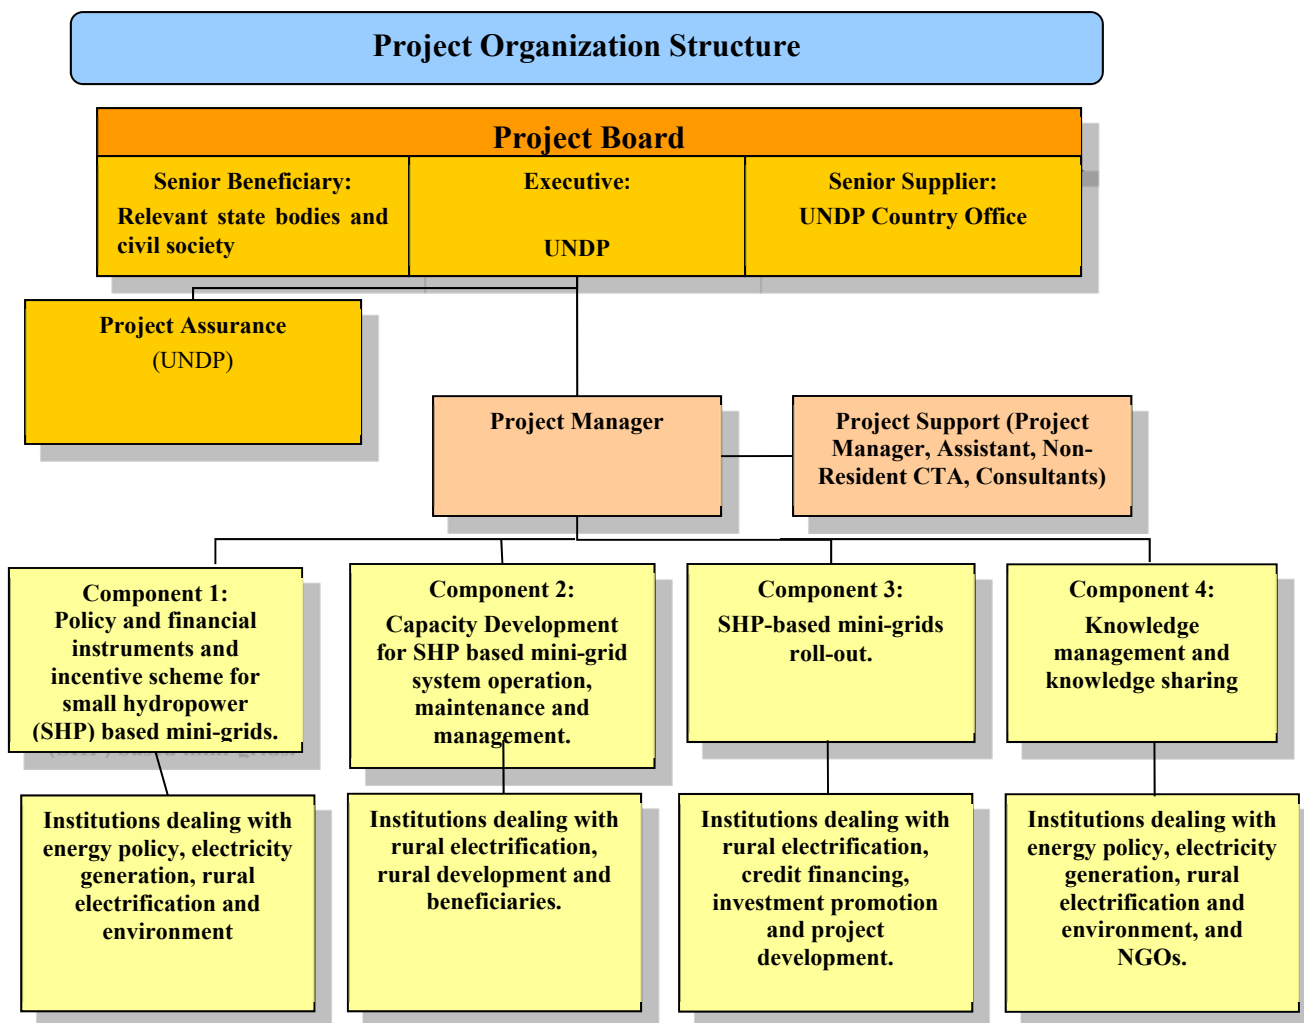 Project Organization Structure
Project Board
Senior Beneficiary:
Relevant state bodies and
civil society
Executive:
UNDP
Senior Supplier:
UNDP Country Office
Project Assurance
(UNDP)
Project Manager
Project Support (Project
Manager, Assistant, Non-
Resident CTA, Consultants)
Component 1:
Policy and financial
instruments and
incentive scheme for
small hydropower
(SHP) based mini-grids.
Component 2:
Capacity Development
for SHP based mini-grid
system operation,
maintenance and
management.
Component 3:
SHP-based mini-grids
roll-out.
Component 4:
Knowledge
management and
knowledge sharing
Institutions dealing with
energy policy, electricity
generation, rural
electrification and
environment
Institutions dealing with
rural electrification,
rural development and
beneficiaries.
Institutions dealing with
rural electrification,
credit financing,
investment promotion
and project
development.
Institutions dealing with
energy policy, electricity
generation, rural
electrification and
environment, and
NGOs.